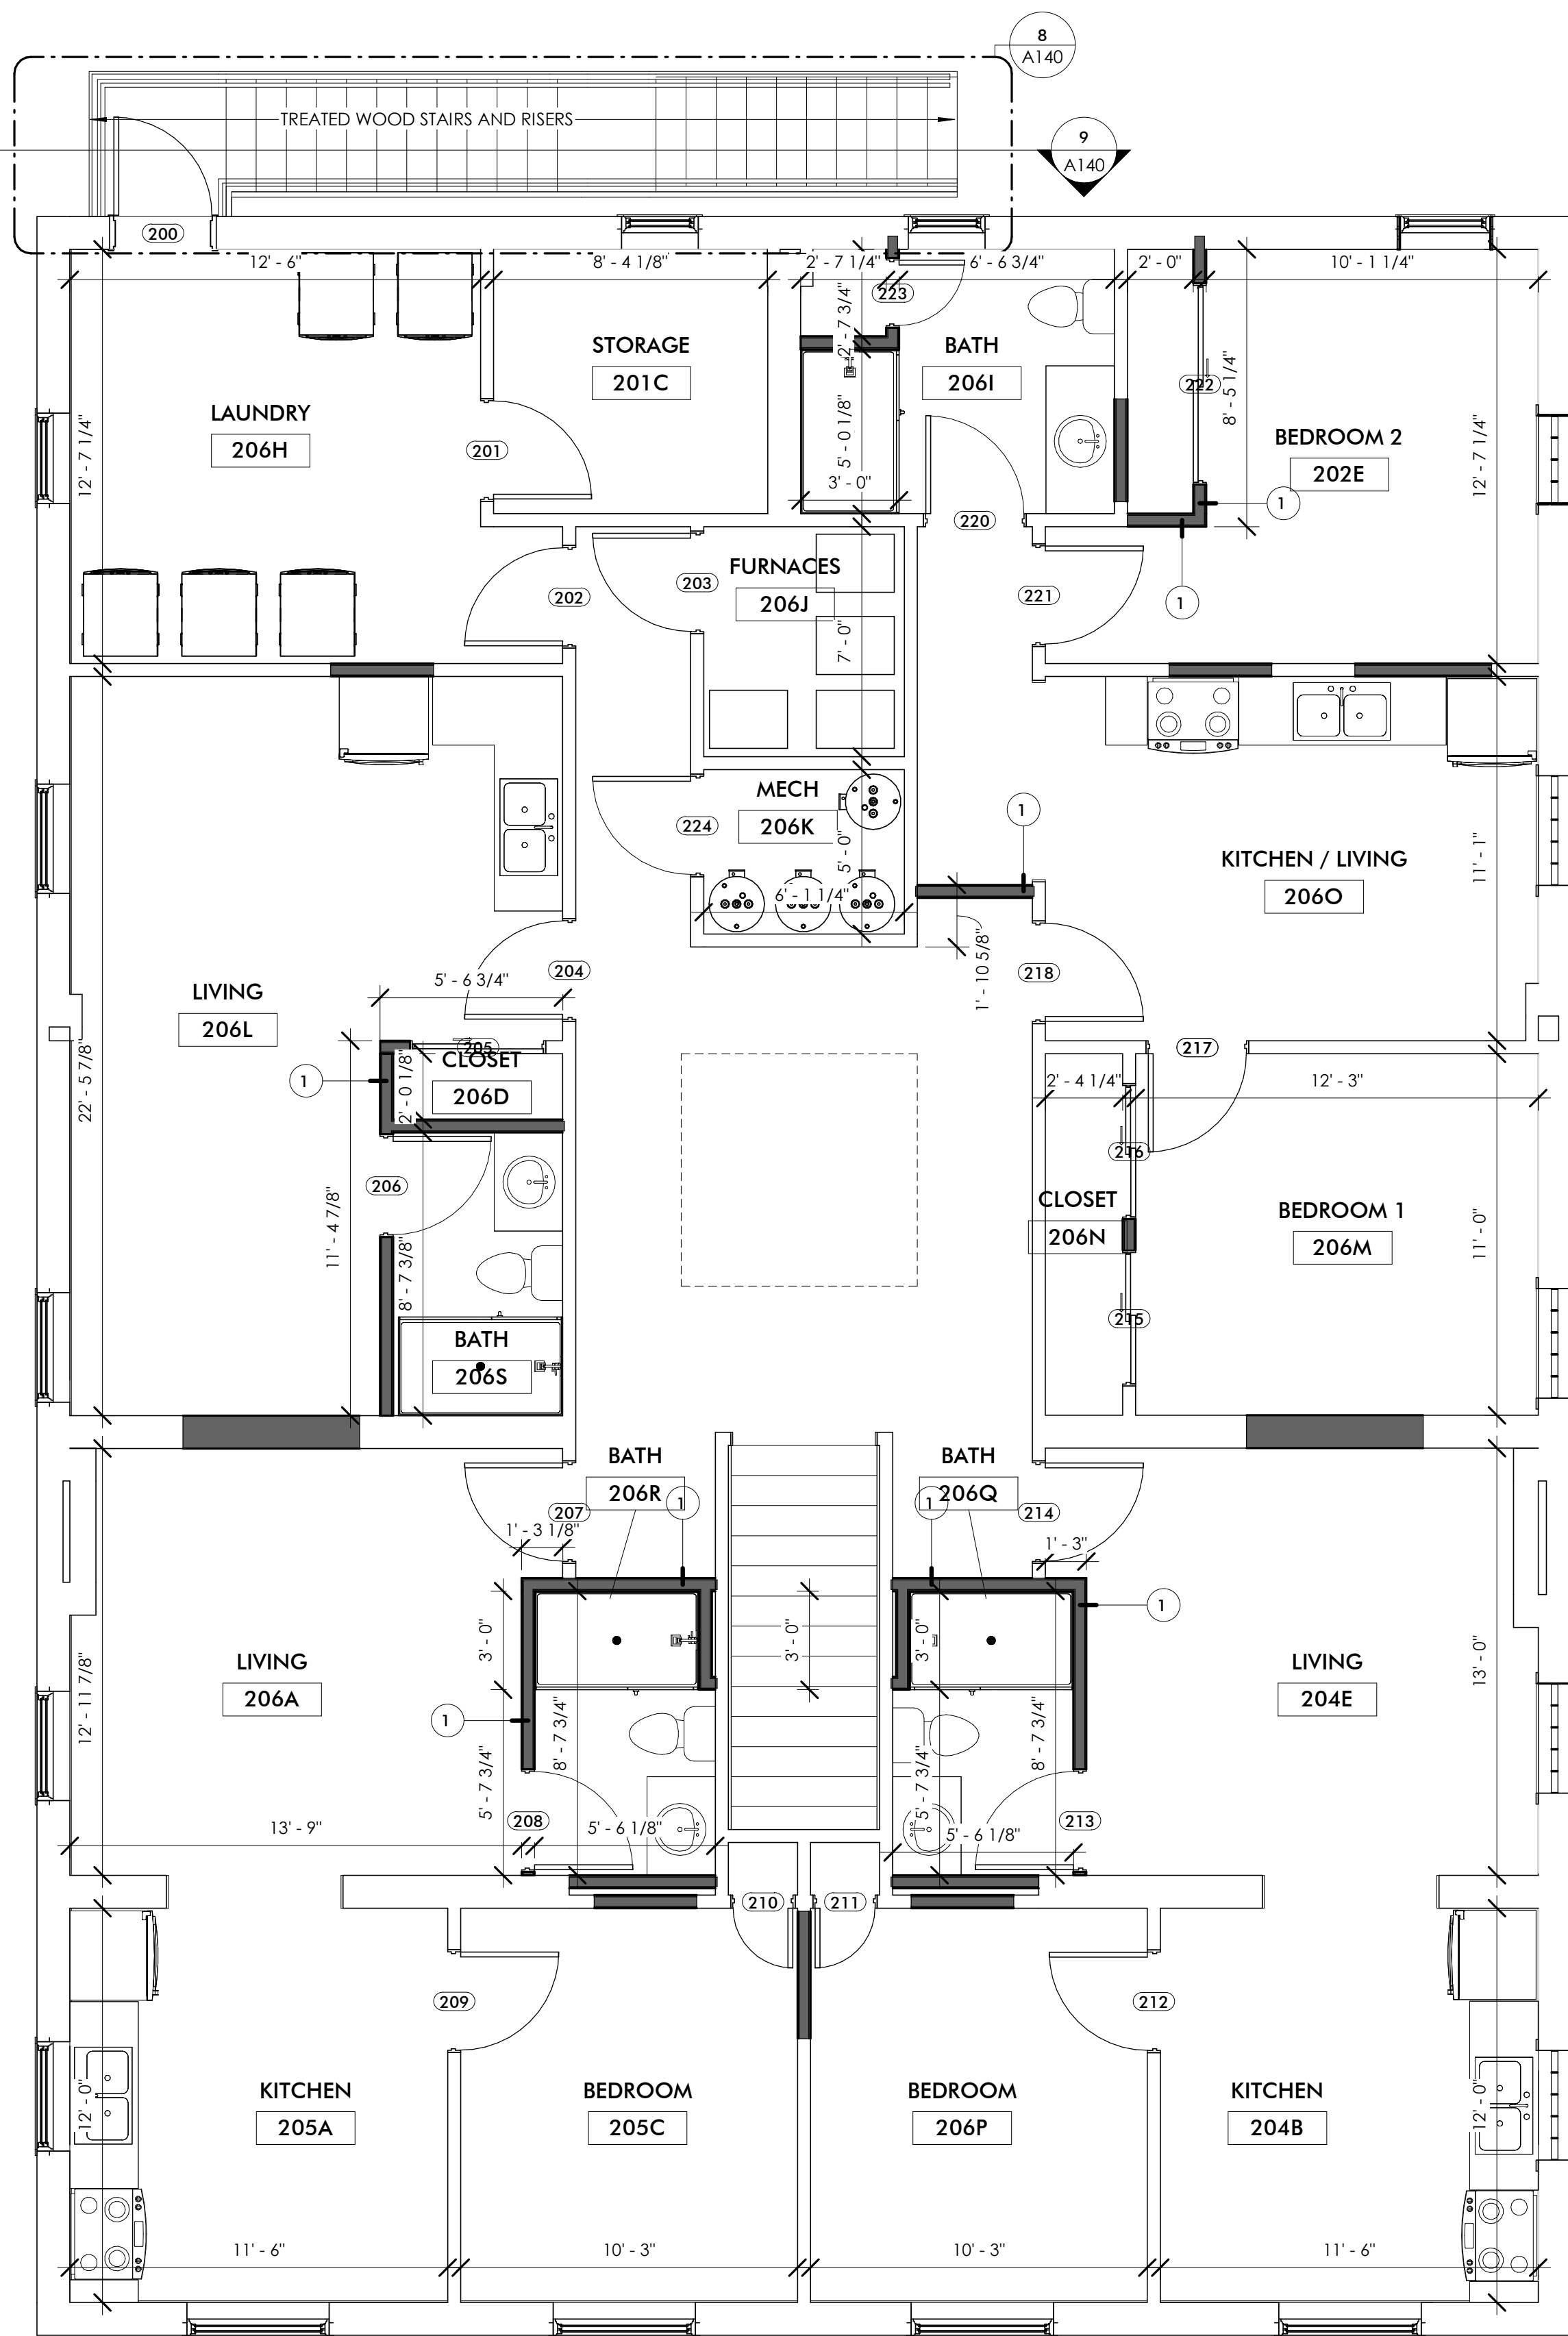 8
A140
TREATED WOOD STAIRS AND RISERS
9
A140
200
12' - 6"
8' - 4 1/8"
2' - 7 1/4"
6' - 6 3/4"
2' - 0"
10' - 1 1/4"
223
2' - 7 3/4"
STORAGE
201C
BATH
206I
222
8' - 5 1/4"
LAUNDRY
206H
12' - 7 1/4"
201
5' - 0 1/8"
3' - 0"
BEDROOM 2
202E
12' - 7 1/4"
1
220
202
203
FURNACES
206J
7' - 0"
221
1
MECH
206K
224
5' - 0"
6' - 1 1/4"
1
KITCHEN / LIVING
206O
11' - 1"
LIVING
206L
5' - 6 3/4"
204
1' - 10 5/8"
218
22' - 5 7/8"
205
CLOSET
206D
2' - 0 1/8"
1
217
2' - 4 1/4"
12' - 3"
216
206
11' - 4 7/8"
8' - 7 3/8"
CLOSET
206N
BEDROOM 1
206M
11' - 0"
215
BATH
206S
BATH
206R
1
BATH
206Q
1
207
214
1' - 3 1/8"
1' - 3"
1
3' - 0"
3' - 0"
3' - 0"
LIVING
206A
12' - 11 7/8"
LIVING
204E
13' - 0"
1
8' - 7 3/4"
8' - 7 3/4"
5' - 7 3/4"
5' - 7 3/4"
13' - 9"
208
5' - 6 1/8"
5' - 6 1/8"
213
210
211
209
212
KITCHEN
205A
12' - 0"
BEDROOM
205C
BEDROOM
206P
KITCHEN
204B
12' - 0"
11' - 6"
10' - 3"
10' - 3"
11' - 6"